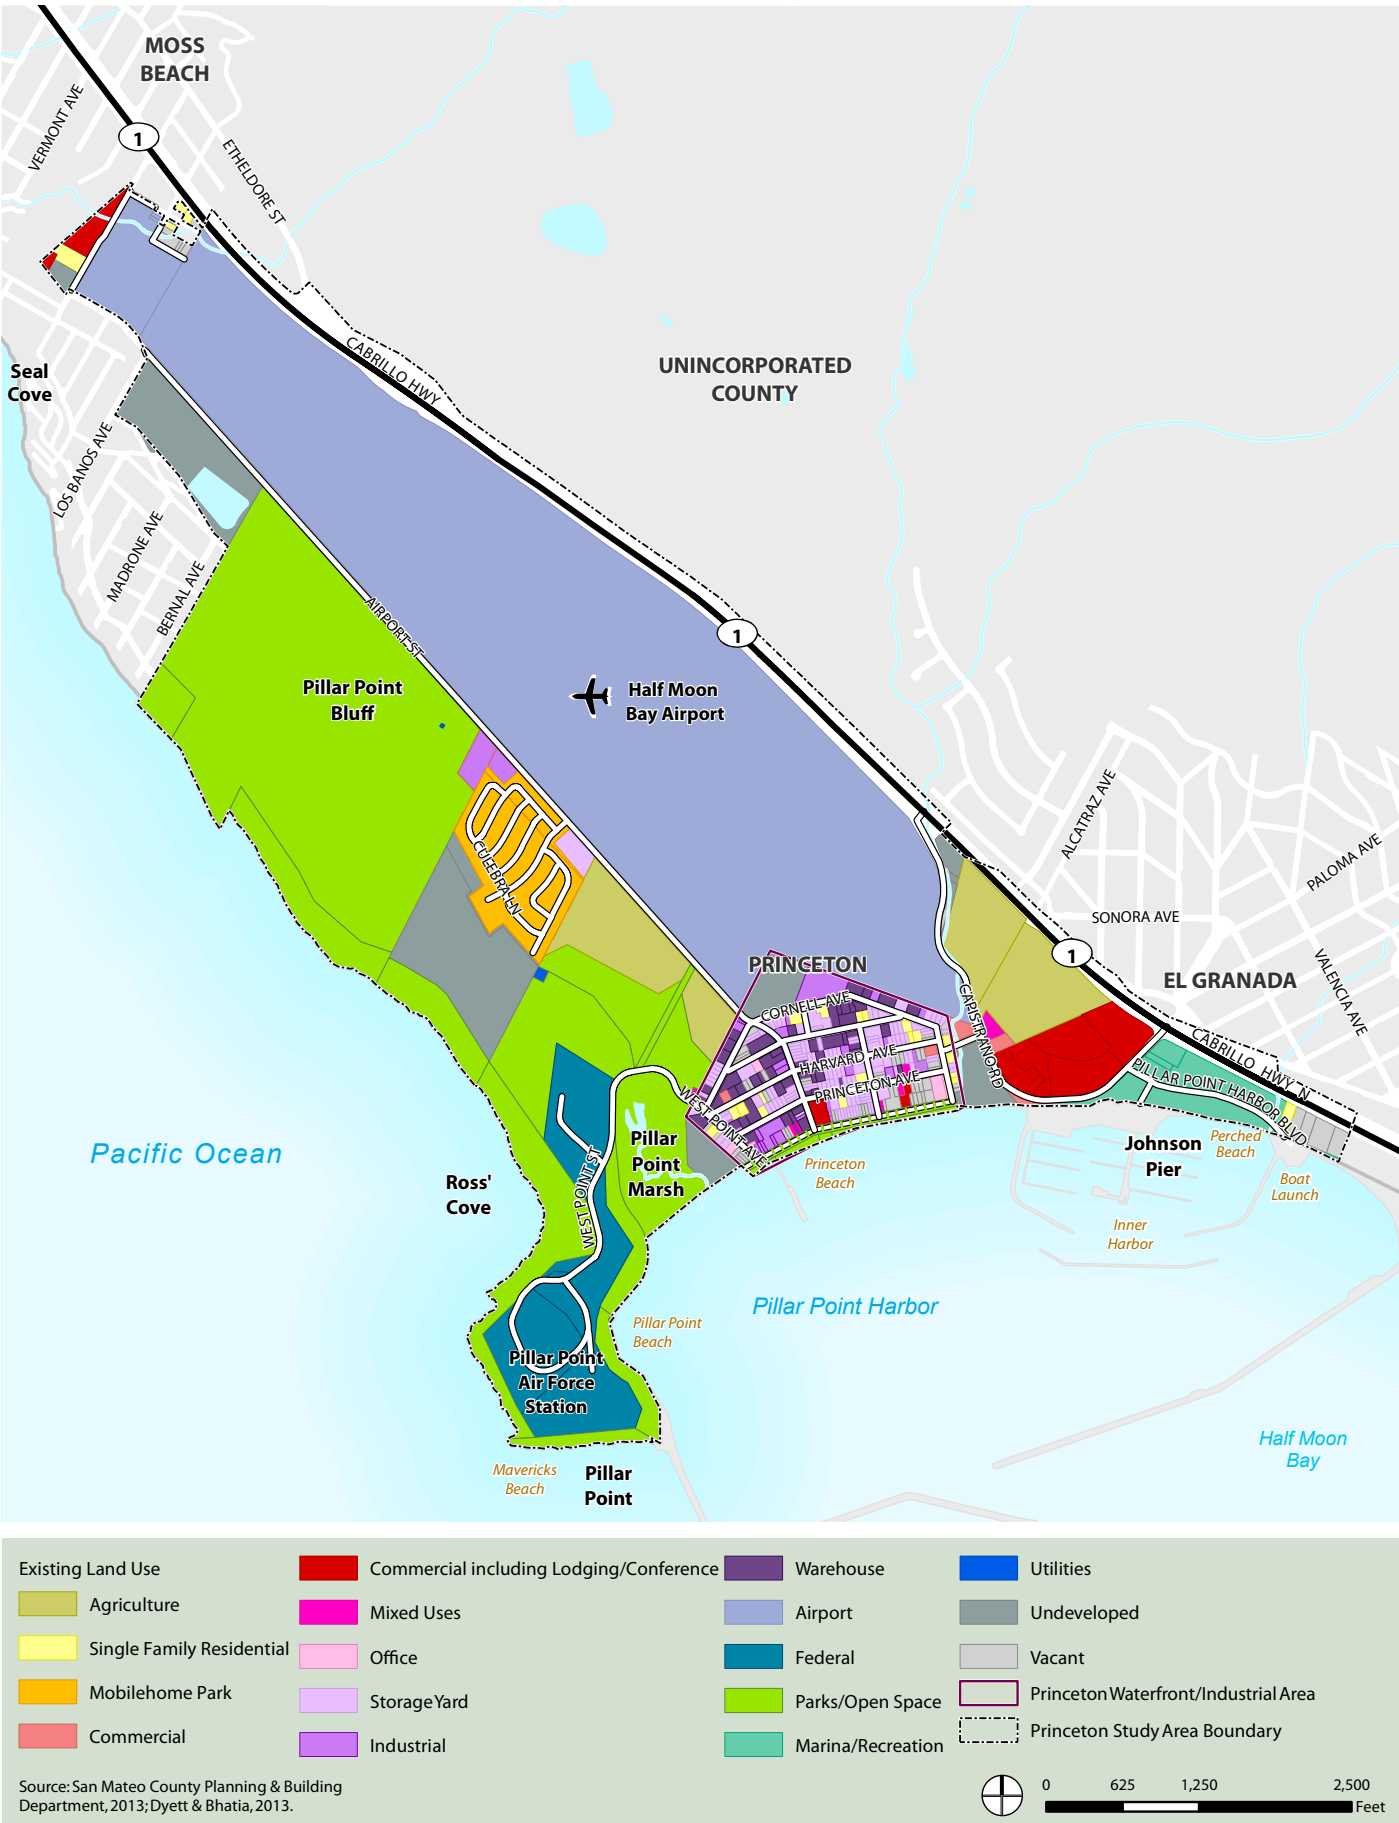 MOSS
BEACH
VERMONT AVE
1
ETHELDORE ST
CABRILLO HWY
UNINCORPORATED
COUNTY
Seal
Cove
LOS BANOS AVE
MADRONE AVE
BERNAL AVE
AIRPORT ST
1
Pillar Point
Bluff
Half Moon
Bay Airport
ALCATRAZ AVE
PALOMA AVE
CULEBRA LN
SONORA AVE
1
PRINCETON
EL GRANADA
VALENCIA AVE
CORNELL AVE
CAPISTRANO RD
HARVARD AVE
PRINCETON AVE
CABRILLO HWY N
PILLAR POINT HARBOR BLVD
WEST POINT AVE
WEST POINT ST
Pacific Ocean
Ross'
Cove
Pillar
Point
Marsh
Princeton
Beach
Johnson
Pier
Perched
Beach
Boat
Launch
Inner
Harbor
Pillar Point Harbor
Pillar Point
Beach
Pillar Point
Air Force
Station
Half Moon
Bay
Mavericks
Beach
Pillar
Point
Existing Land Use
Agriculture
Single Family Residential
Mobilehome Park
Commercial
Commercial including Lodging/Conference
Mixed Uses
Office
Storage Yard
Industrial
Warehouse
Airport
Federal
Parks/Open Space
Marina/Recreation
Utilities
Undeveloped
Vacant
Princeton Waterfront/Industrial Area
Princeton Study Area Boundary
Source: San Mateo County Planning & Building
Department, 2013; Dyett & Bhatia, 2013.
0 625 1,250 2,500
Feet